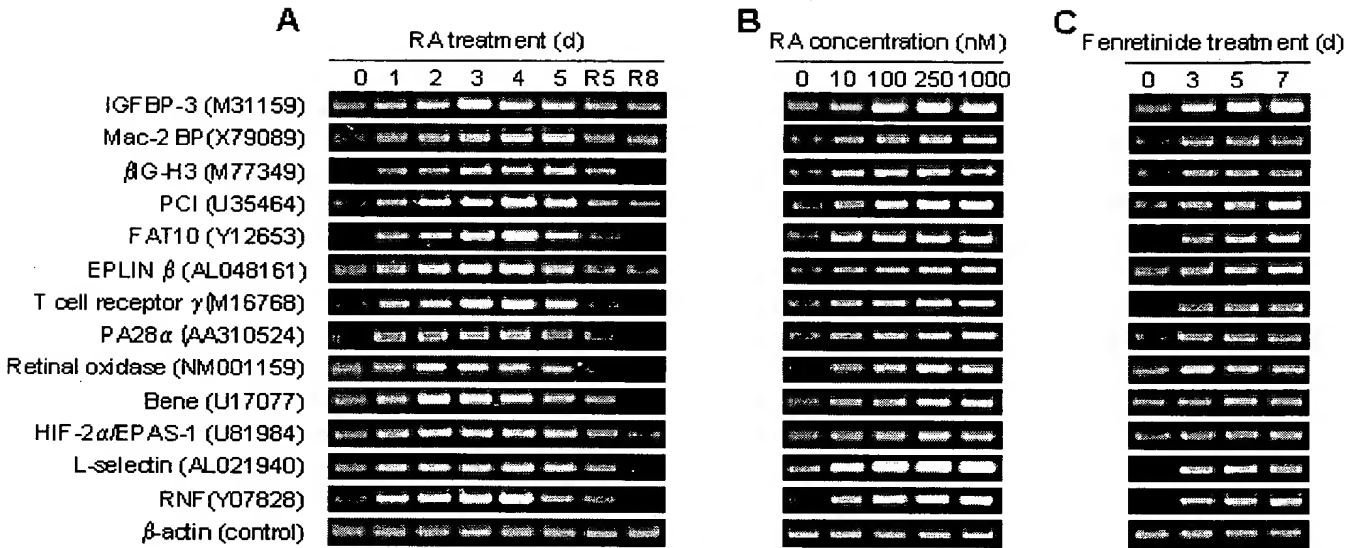 A
RA treatment (d)
0 1 2 3 4 5 R5 R8
B
RA concentration (nM)
0 10 100 250 1000
C
Fenretinide treatment (d)
0 3 5 7
IGFBP-3 (M31159)
Mac-2 BP (X79089)
βIG-H3 (M77349)
PCI (U35464)
FAT10 (Y12653)
EPLIN β (AL048161)
T cell receptor γ (M16768)
PA28α (AA310524)
Retinal oxidase (NM001159)
Bene (U17077)
HIF-2α/EPAS-1 (U81984)
L-selectin (AL021940)
RNF (Y07828)
β-actin (control)